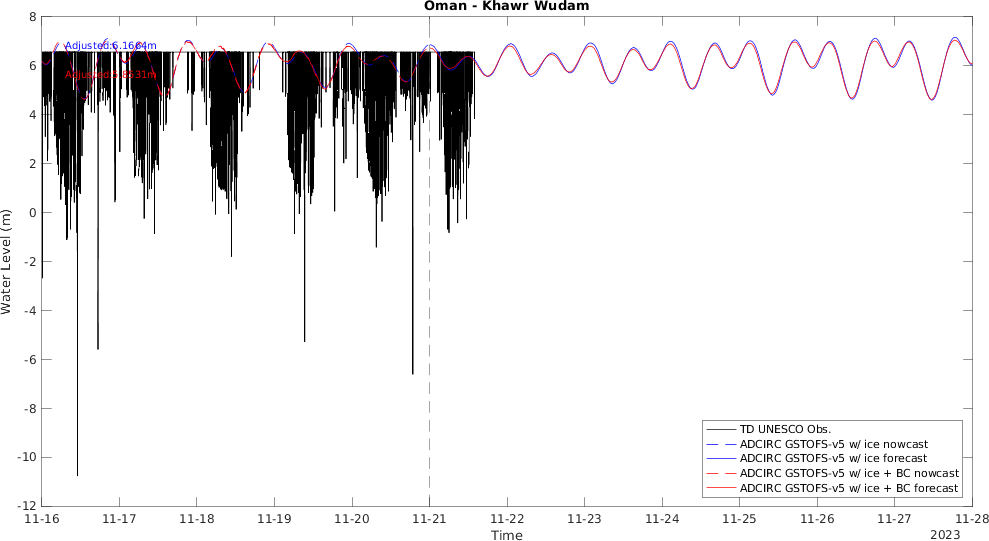 Oman - Khawr Wudam
8
6
4
2
0
-2
-4
-6
-8
-10
-12
Water Level (m)
TD UNESCO Obs.
ADCIRC GSTOFS-v5 w/ ice nowcast
ADCIRC GSTOFS-v5 w/ ice forecast
ADCIRC GSTOFS-v5 w/ ice + BC nowcast
ADCIRC GSTOFS-v5 w/ ice + BC forecast
11-16 11-17 11-18 11-19 11-20 11-21 11-22 11-23 11-24 11-25 11-26 11-27 11-28
Time
2023